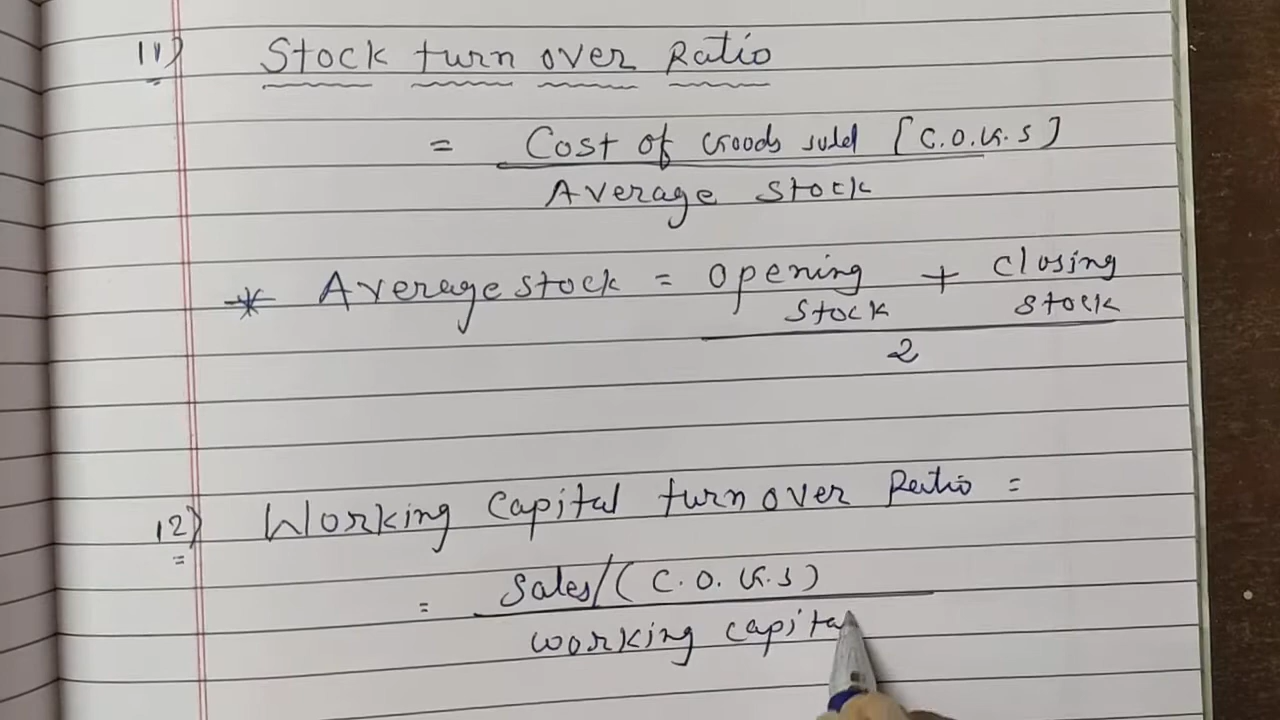 11) Stock turn over Ratio
= Cost of Goods sold [C.O.G.S]
Average Stock
* Average stock = opening stock + closing stock
2
12) Working Capital turn over Ratio =
= Sales/(C.O.G.S)
working capital